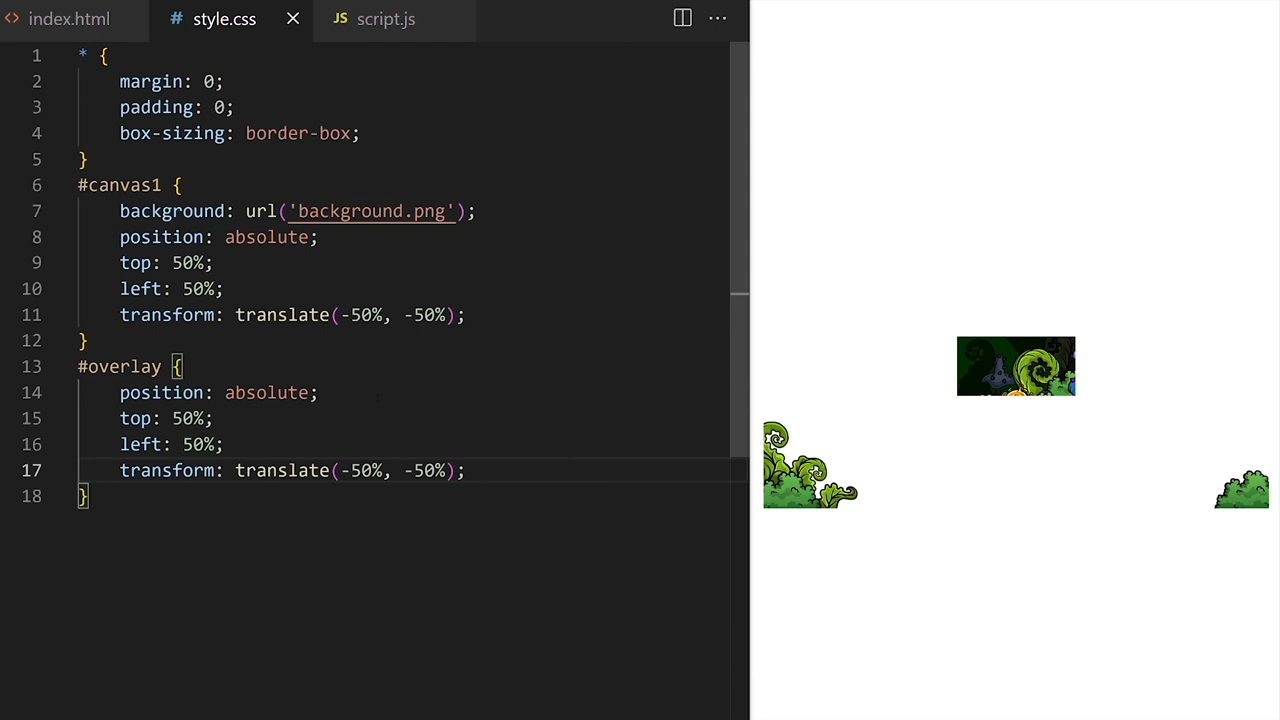 <> index.html
# style.css ×
JS script.js
···
1 * {
2     margin: 0;
3     padding: 0;
4     box-sizing: border-box;
5 }
6 #canvas1 {
7     background: url('background.png');
8     position: absolute;
9     top: 50%;
10     left: 50%;
11     transform: translate(-50%, -50%);
12 }
13 #overlay {
14     position: absolute;
15     top: 50%;
16     left: 50%;
17     transform: translate(-50%, -50%);
18 }